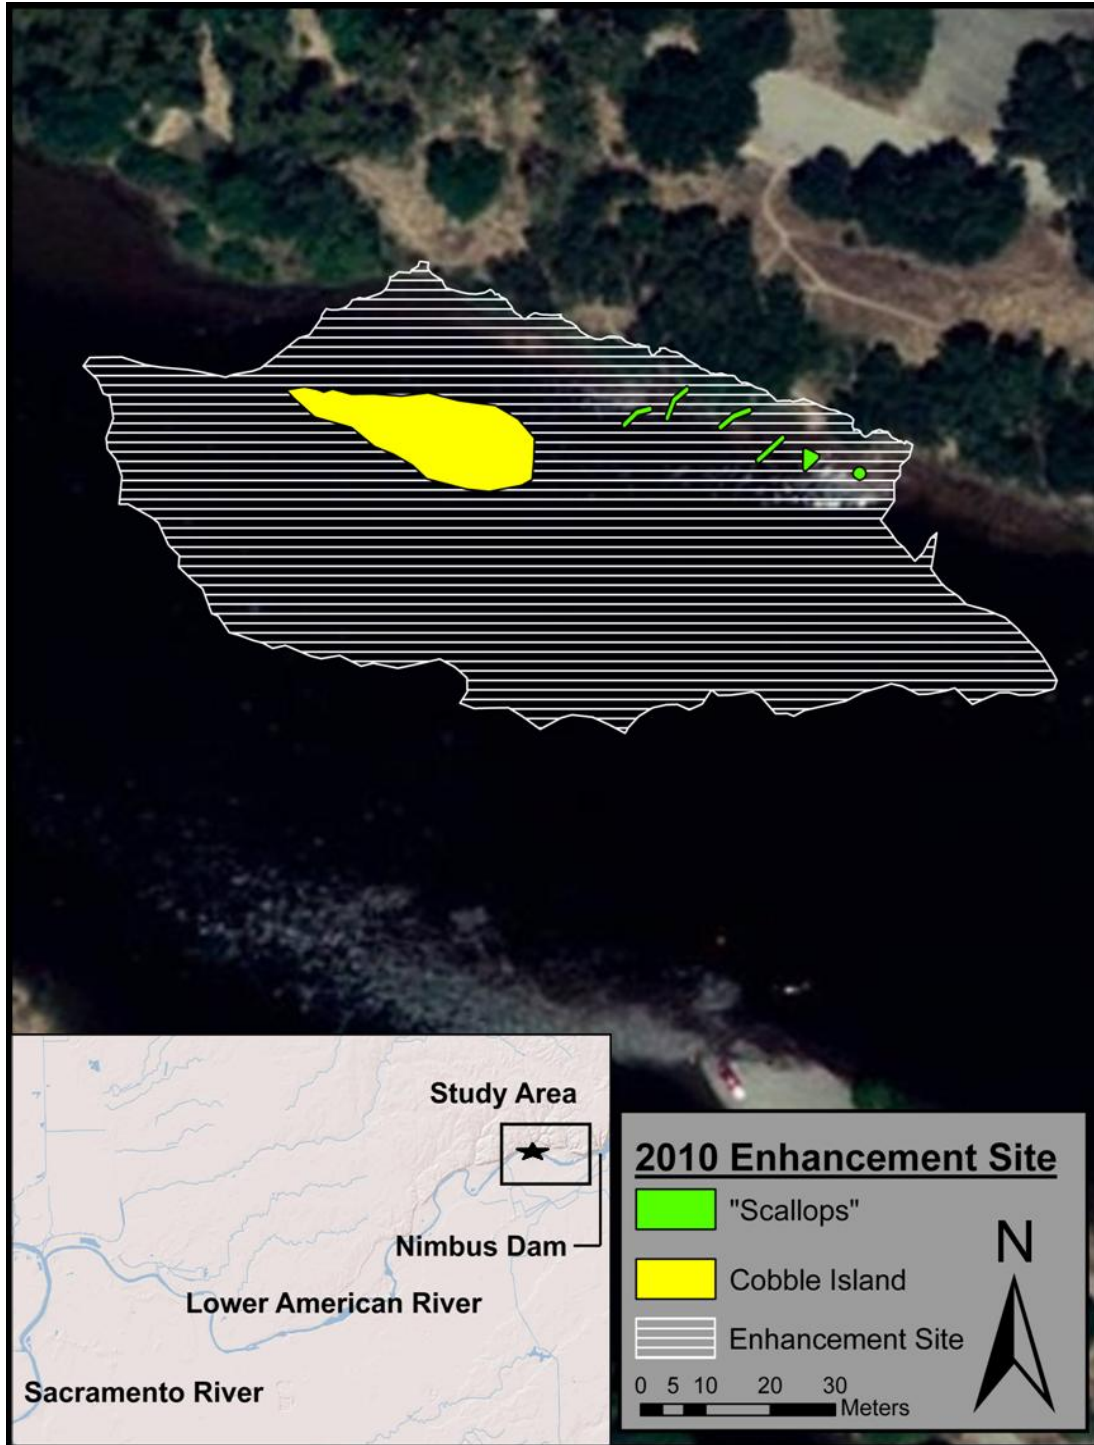 Study Area
Nimbus Dam
Lower American River
Sacramento River
2010 Enhancement Site
"Scallops"
Cobble Island
Enhancement Site
N
0 5 10 20 30
Meters